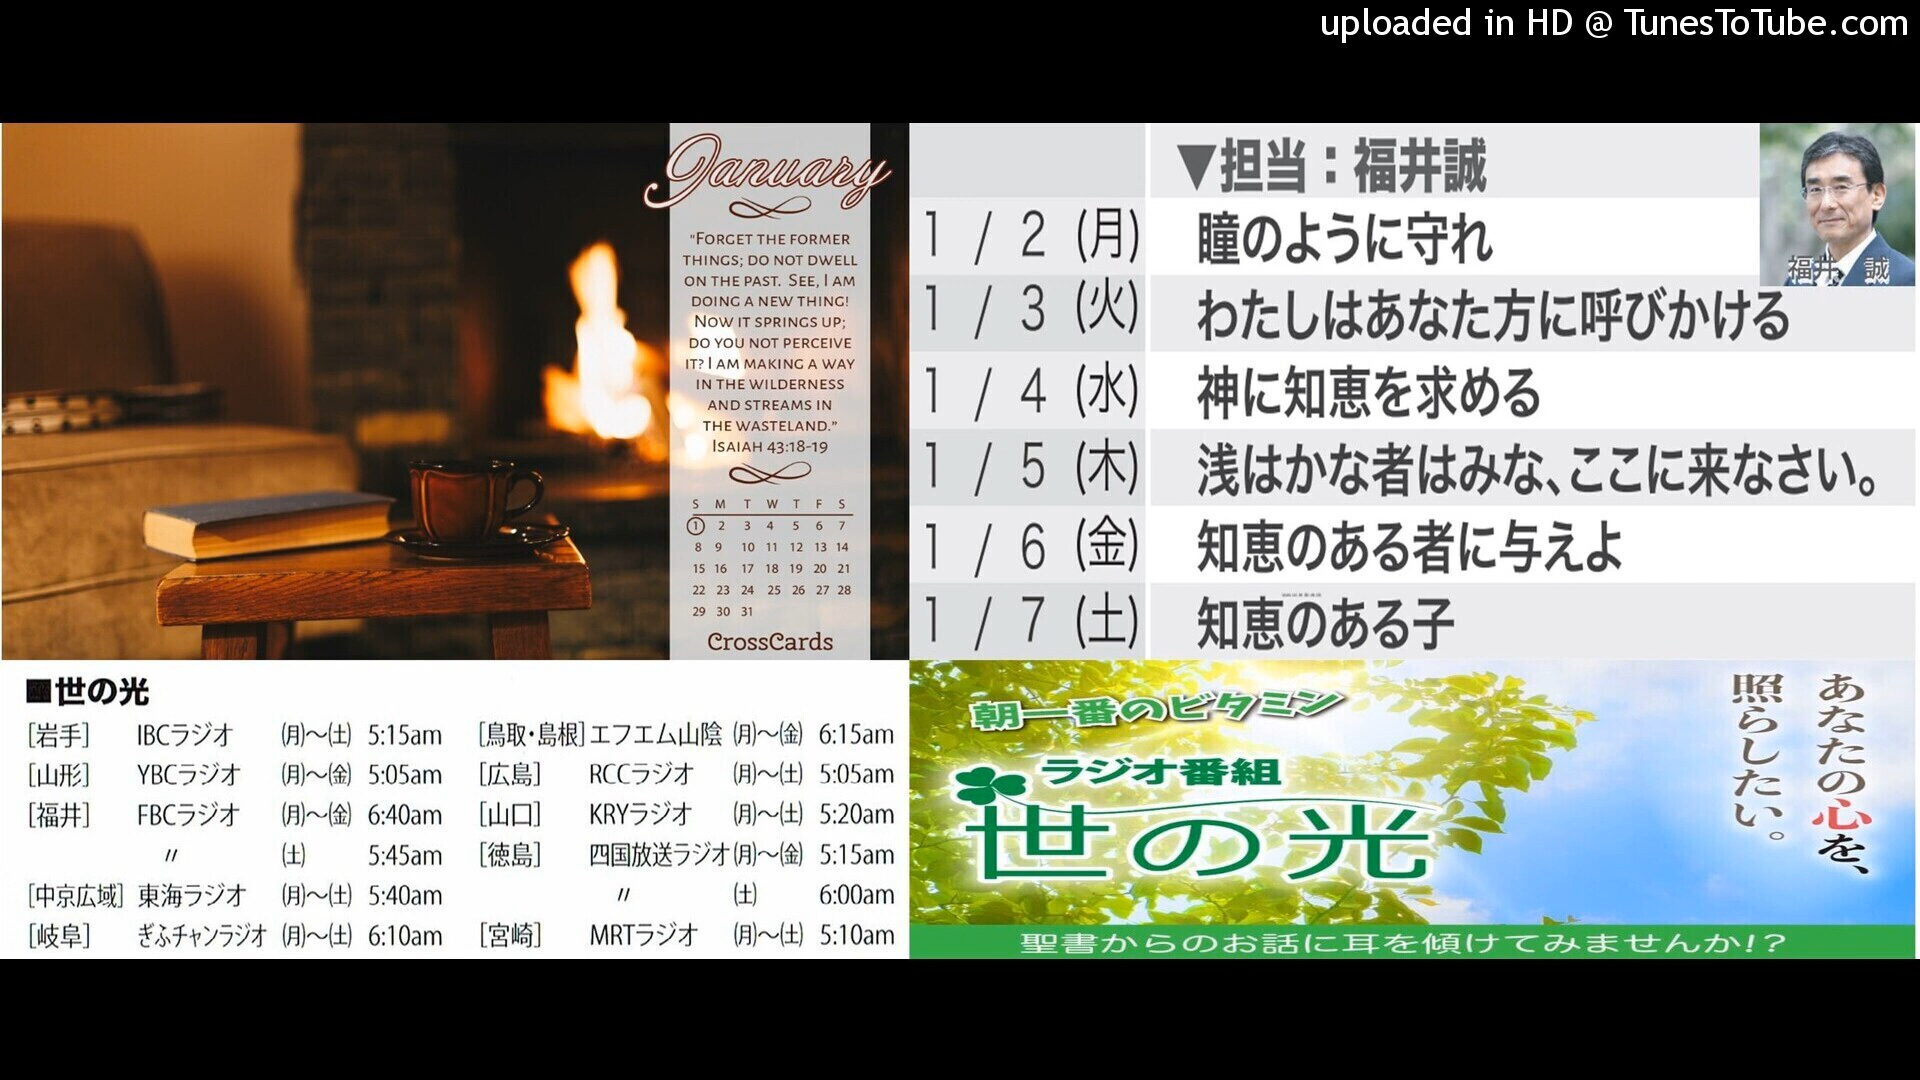 uploaded in HD @ TunesToTube.com
January
"Forget the former
things; do not dwell
on the past. See, I am
doing a new thing!
Now it springs up;
do you not perceive
it? I am making a way
in the wilderness
and streams in
the wasteland."
Isaiah 43:18-19
S M T W T F S
1 2 3 4 5 6 7
8 9 10 11 12 13 14
15 16 17 18 19 20 21
22 23 24 25 26 27 28
29 30 31
CrossCards
▼担当：福井誠
福井 誠
1 / 2 (月) 瞳のように守れ
1 / 3 (火) わたしはあなた方に呼びかける
1 / 4 (水) 神に知恵を求める
1 / 5 (木) 浅はかな者はみな、ここに来なさい。
1 / 6 (金) 知恵のある者に与えよ
1 / 7 (土) 知恵のある子
■世の光
[岩手] IBCラジオ (月)～(土) 5:15am
[山形] YBCラジオ (月)～(金) 5:05am
[福井] FBCラジオ (月)～(金) 6:40am
〃 (土) 5:45am
[中京広域] 東海ラジオ (月)～(土) 5:40am
[岐阜] ぎふチャンラジオ (月)～(土) 6:10am
[鳥取・島根] エフエム山陰 (月)～(金) 6:15am
[広島] RCCラジオ (月)～(土) 5:05am
[山口] KRYラジオ (月)～(土) 5:20am
[徳島] 四国放送ラジオ (月)～(金) 5:15am
〃 (土) 6:00am
[宮崎] MRTラジオ (月)～(土) 5:10am
朝一番のビタミン
ラジオ番組
世の光
あなたの心を、
照らしたい。
聖書からのお話に耳を傾けてみませんか!?